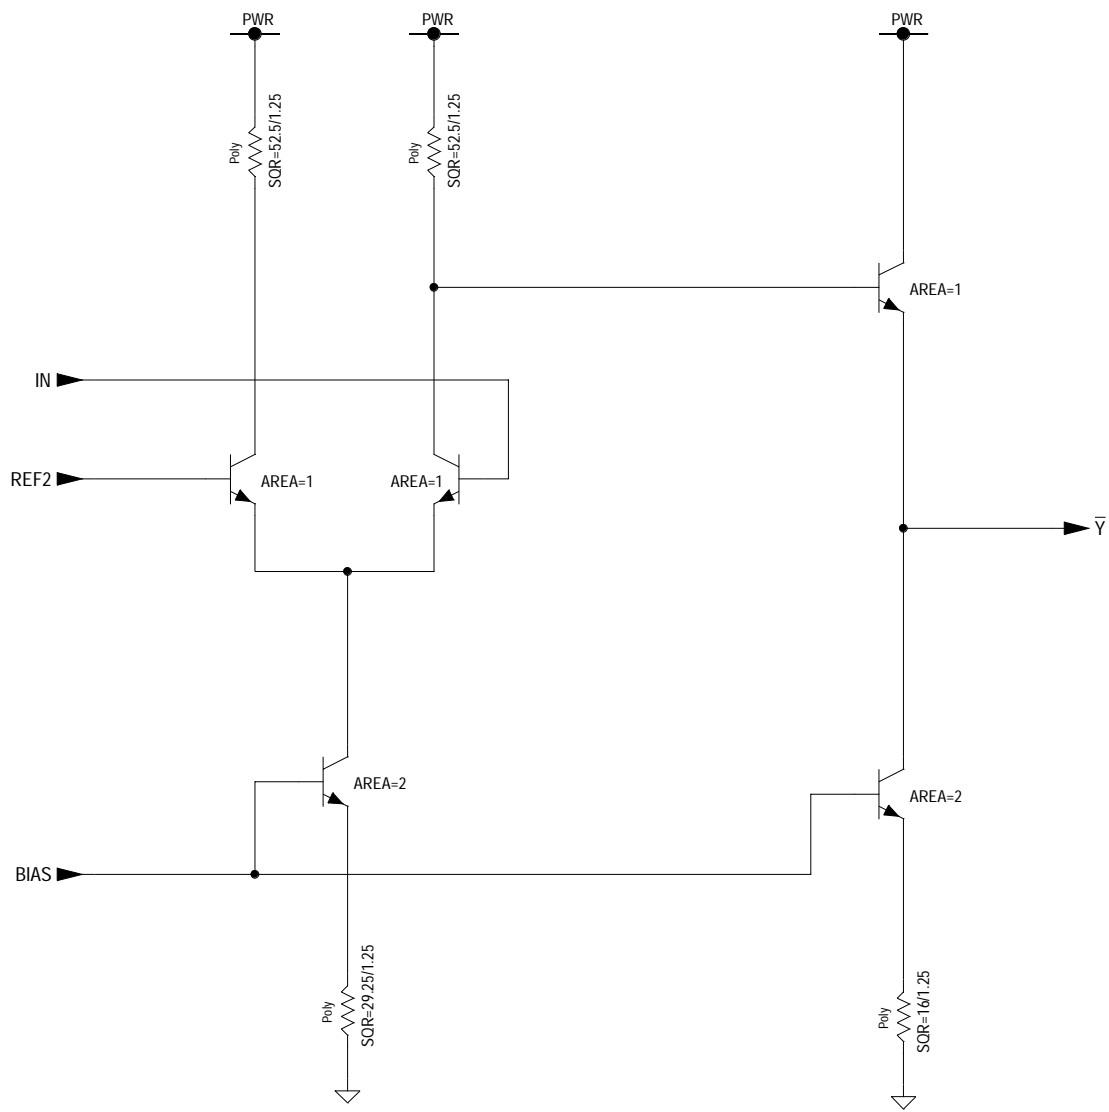 PWR
PWR
PWR
Poly
SQR=52.5/1.25
Poly
SQR=52.5/1.25
AREA=1
IN
REF2
AREA=1
AREA=1
Y̅
AREA=2
AREA=2
BIAS
Poly
SQR=29.25/1.25
Poly
SQR=16/1.25